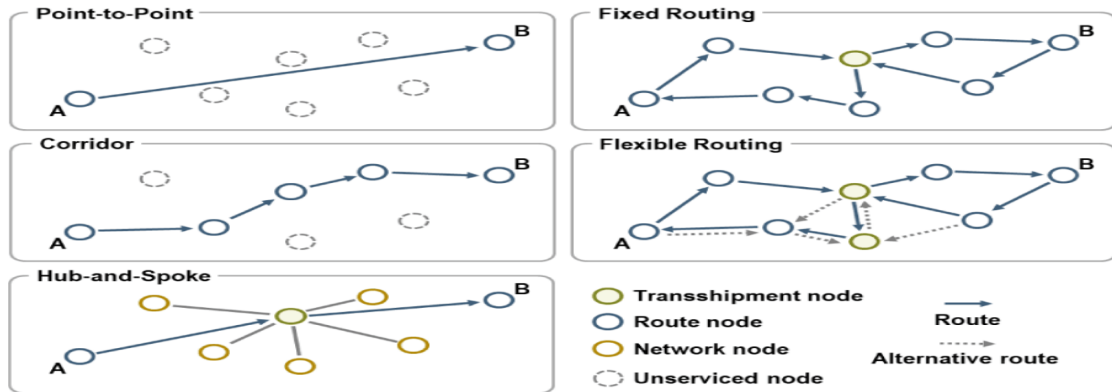 Point-to-Point
B
A
Corridor
B
A
Hub-and-Spoke
B
A
Fixed Routing
B
A
Flexible Routing
B
A
Transshipment node
Route node
Network node
Unserviced node
Route
Alternative route